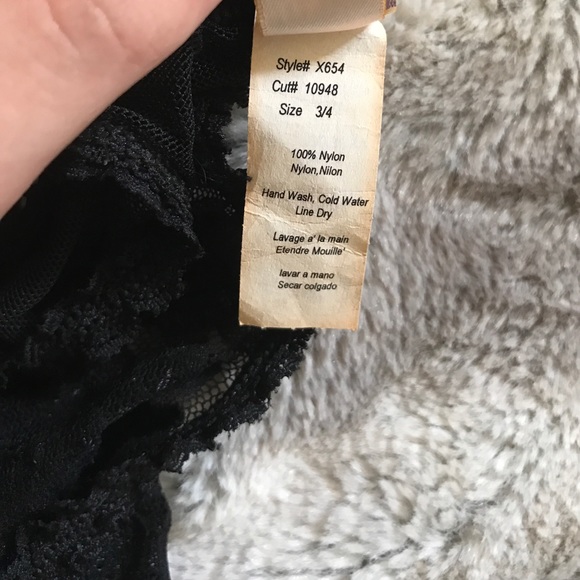 Style# X654
Cut# 10948
Size 3/4
100% Nylon
Nylon,Nilon
Hand Wash, Cold Water
Line Dry
Lavage a' la main
Etendre Mouille'
lavar a mano
Secar colgado